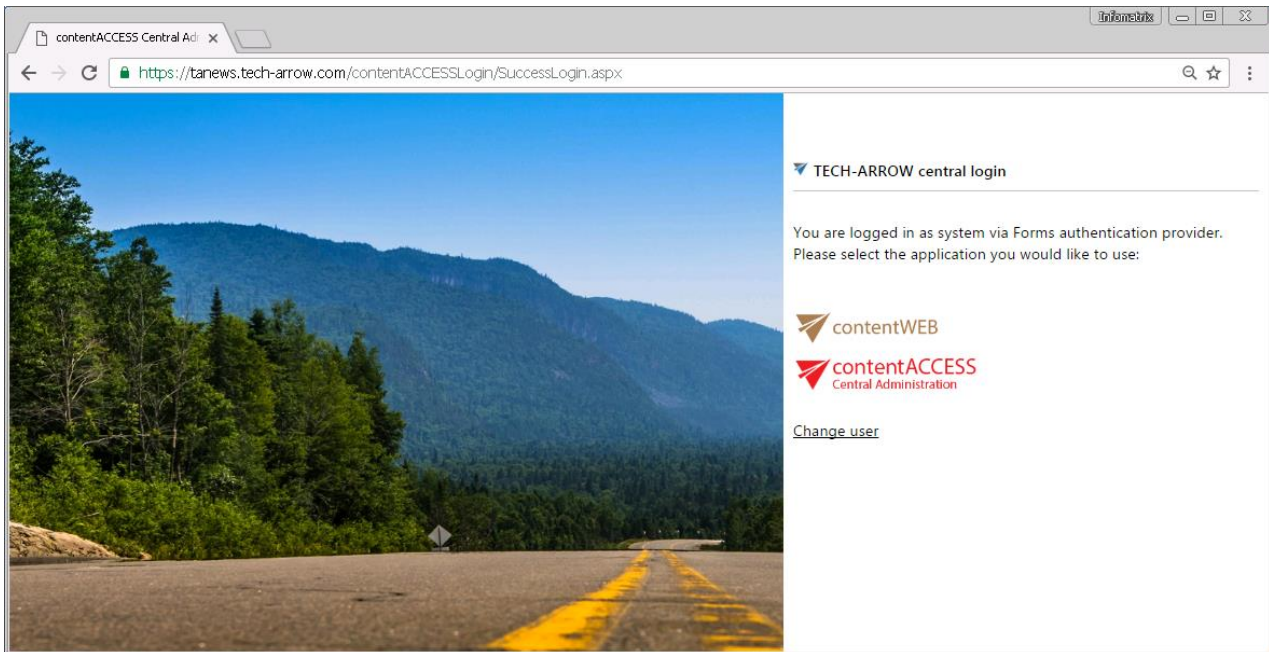 Infomatrix
contentACCESS Central Adr
https://tanews.tech-arrow.com/contentACCESSLogin/SuccessLogin.aspx
TECH-ARROW central login
You are logged in as system via Forms authentication provider.
Please select the application you would like to use:
contentWEB
contentACCESS
Central Administration
Change user